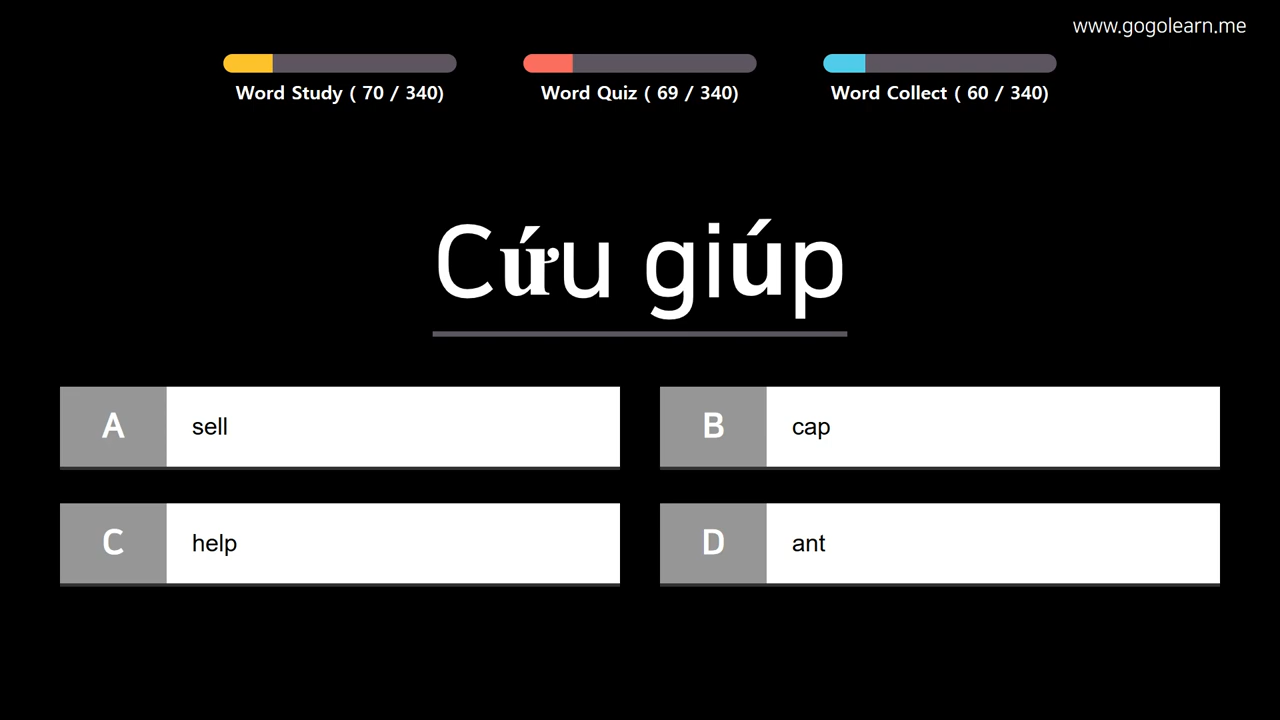 www.gogolearn.me
Word Study ( 70 / 340)
Word Quiz ( 69 / 340)
Word Collect ( 60 / 340)
Cứu giúp
A sell
B cap
C help
D ant